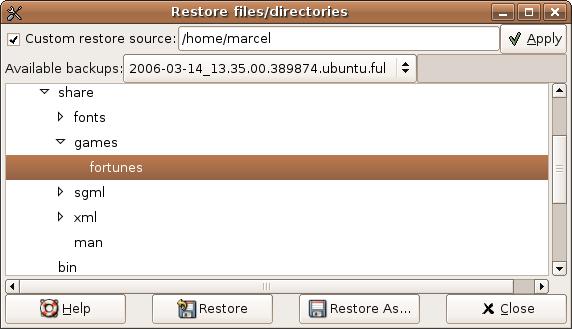 Restore files/directories
Custom restore source: /home/marcel Apply
Available backups: 2006-03-14_13.35.00.389874.ubuntu.ful
share
fonts
games
fortunes
sgml
xml
man
bin
Help Restore Restore As... Close